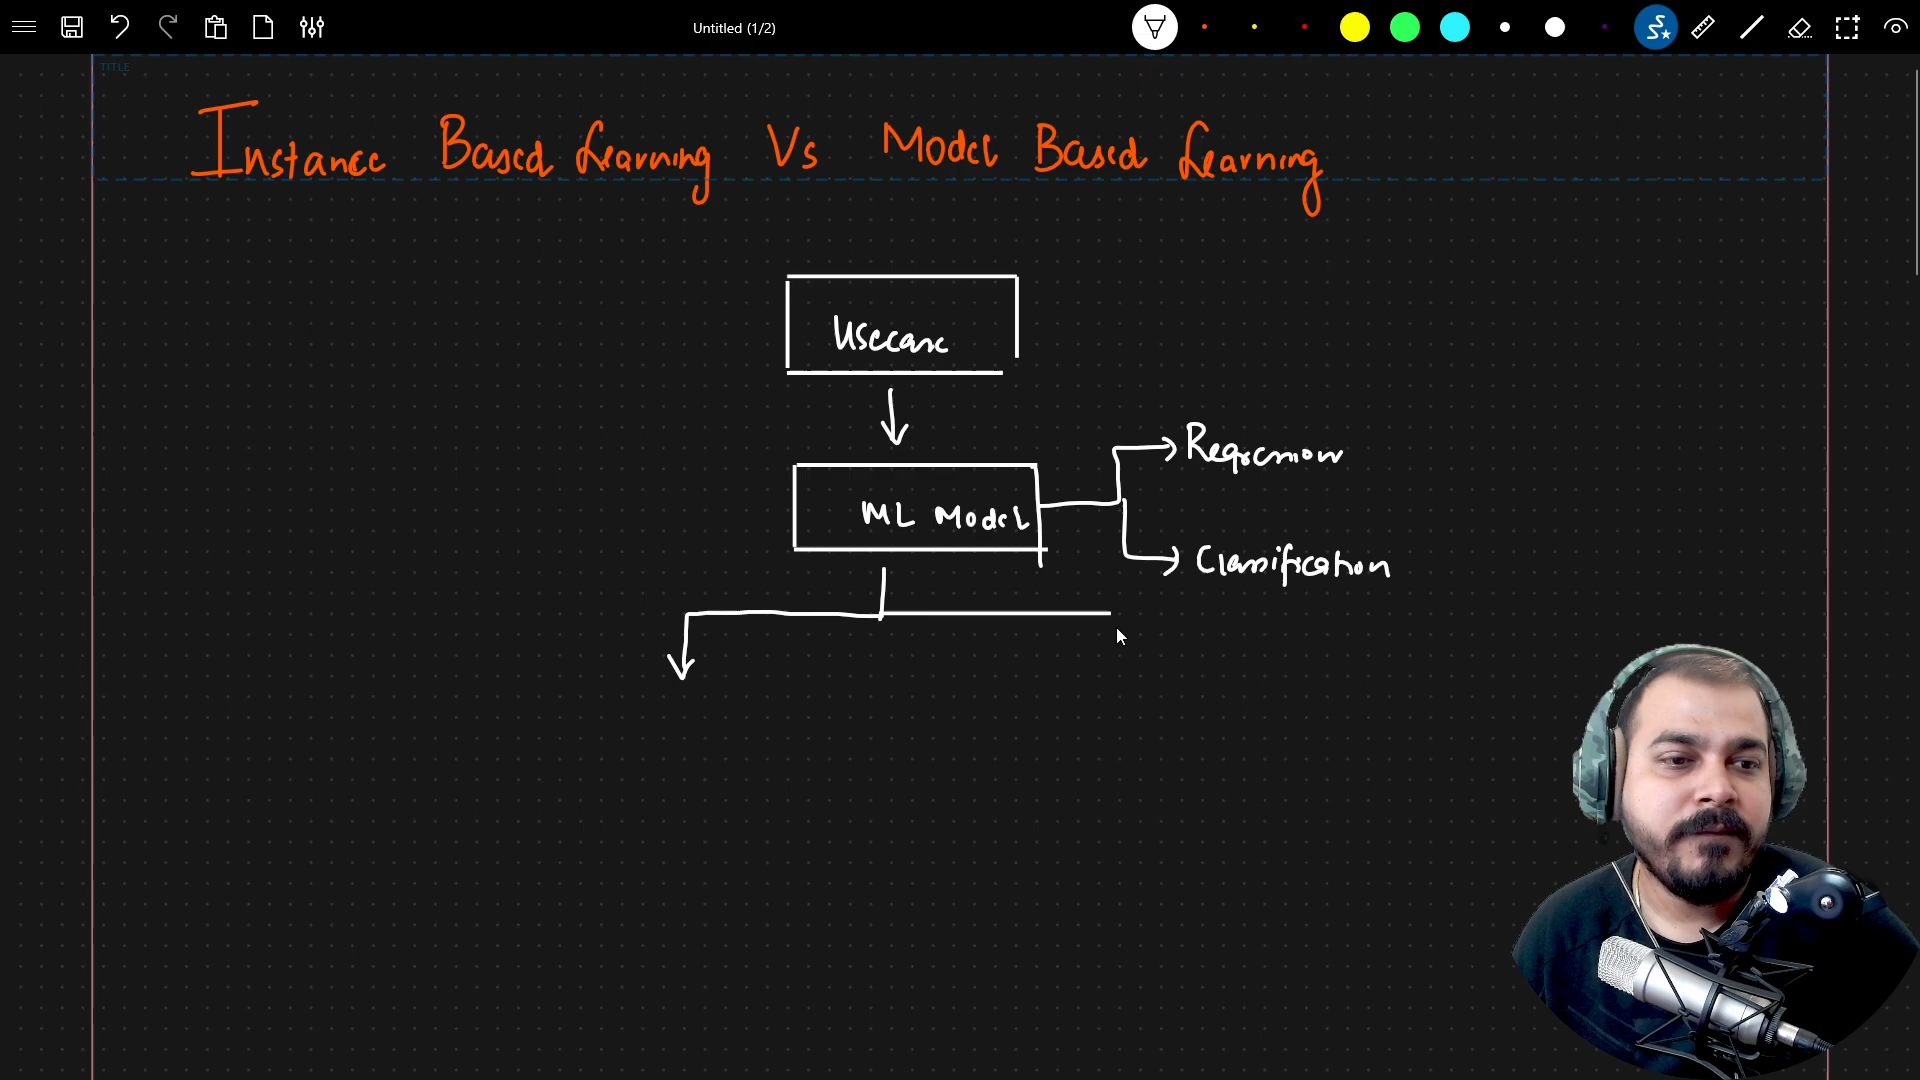 Untitled (1/2)
TITLE
Instance Based Learning Vs Model Based Learning
Usecase
Regression
ML Model
Classification